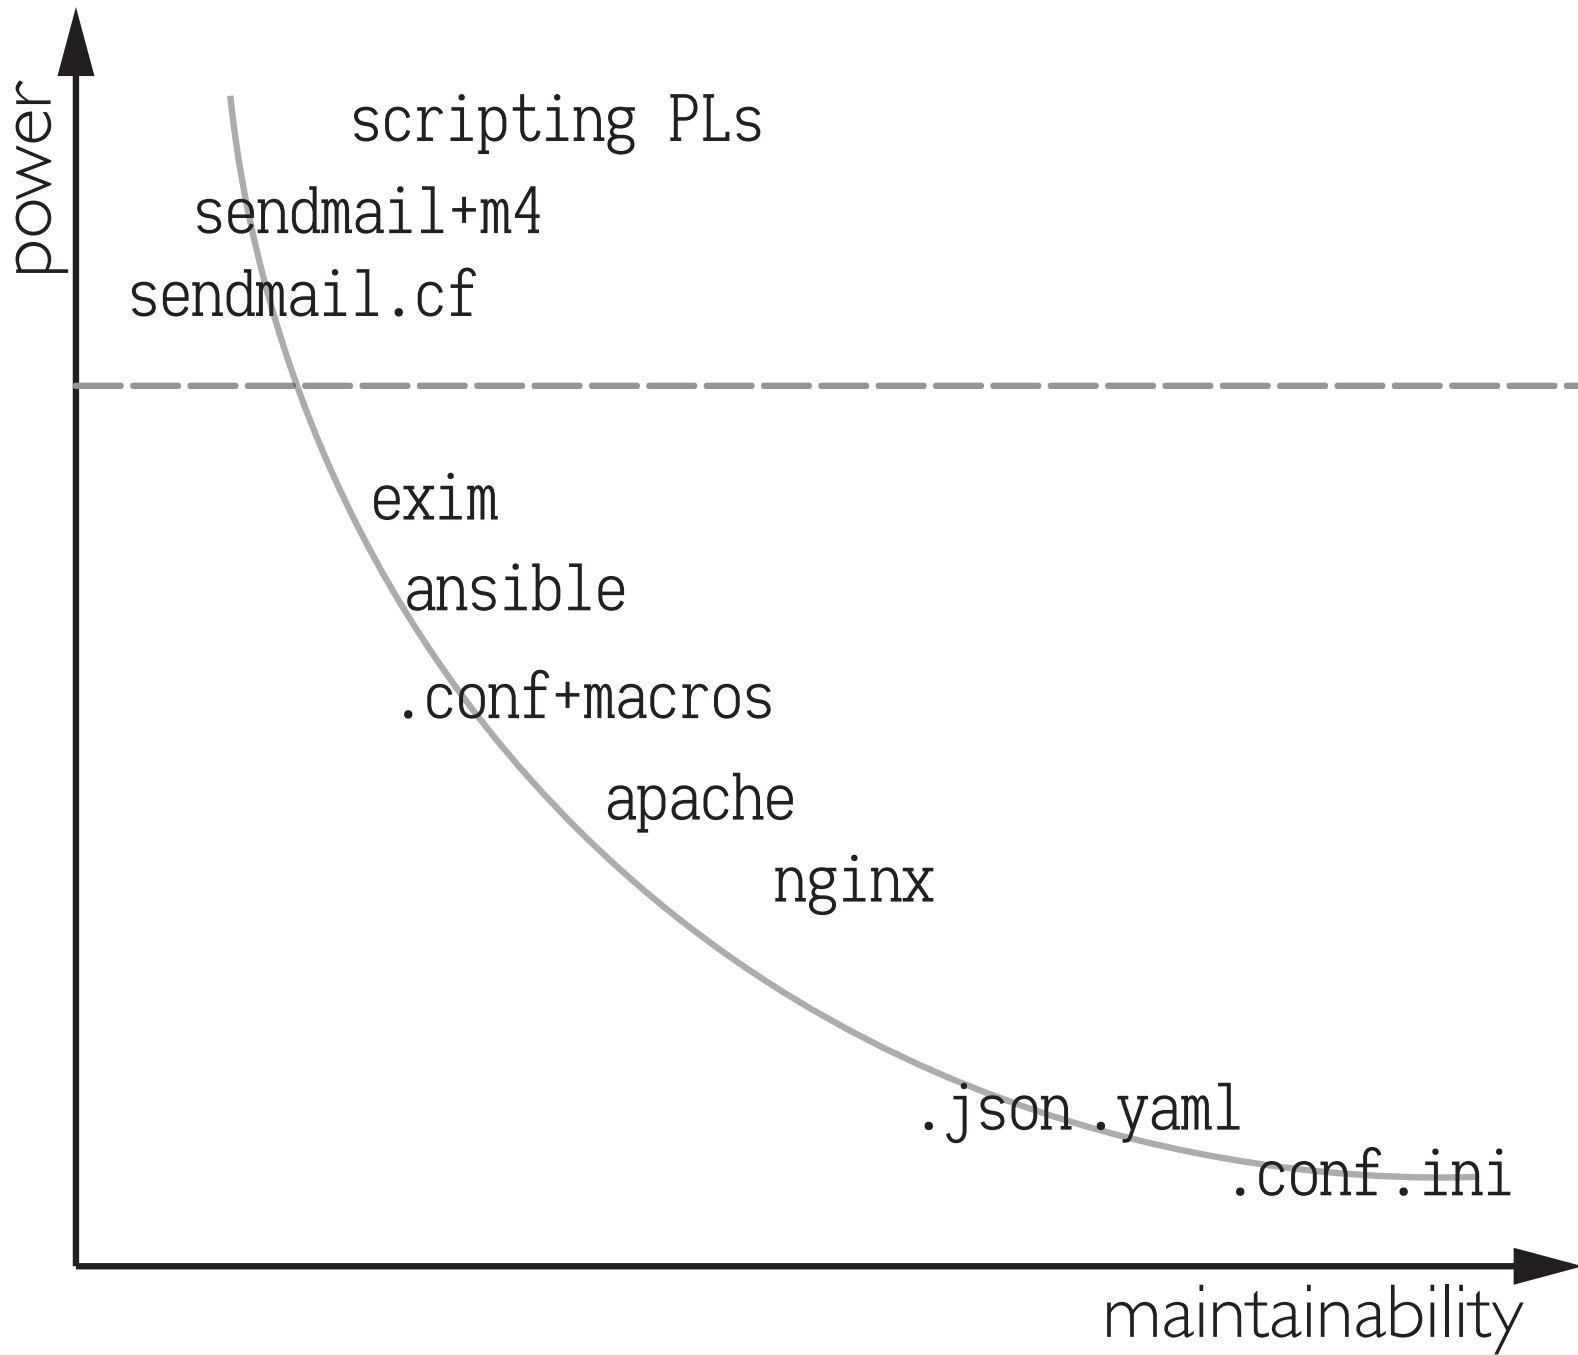 power
scripting PLs
sendmail+m4
sendmail.cf
exim
ansible
.conf+macros
apache
nginx
.json .yaml
.conf .ini
maintainability